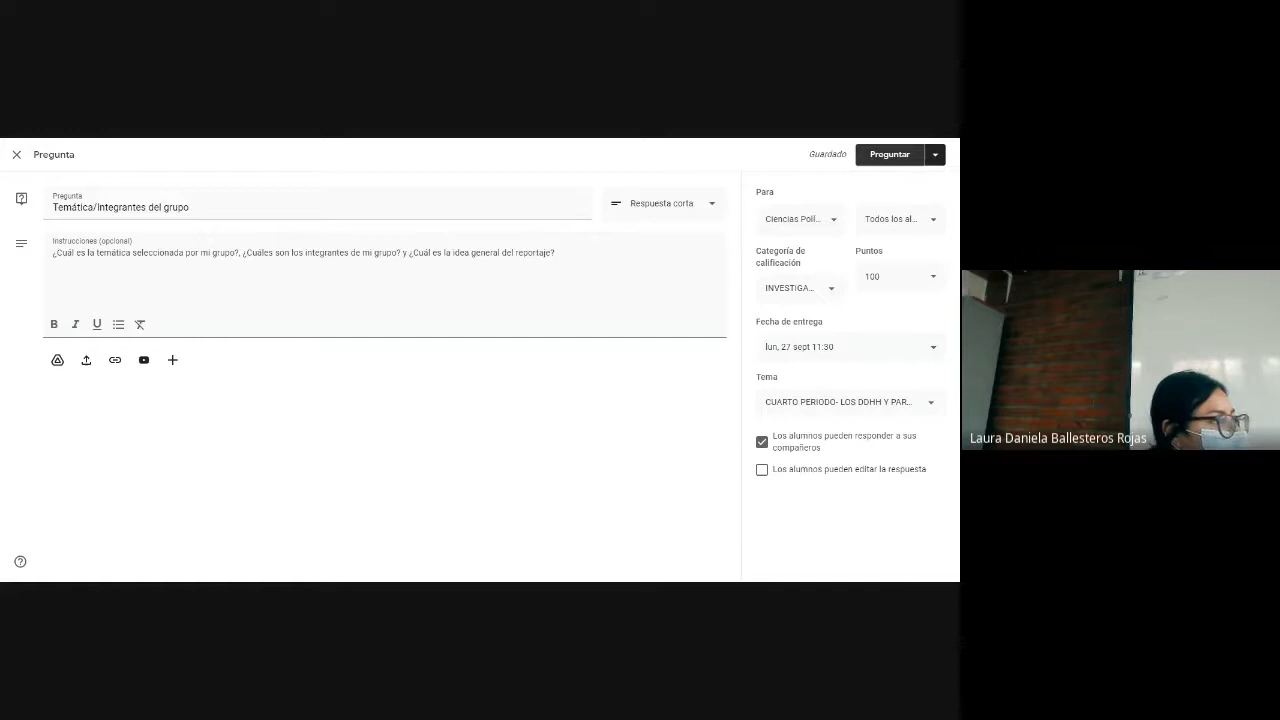 Pregunta
Guardado
Preguntar
Pregunta
Temática/Integrantes del grupo
Respuesta corta
Instrucciones (opcional)
¿Cuál es la temática seleccionada por mi grupo?, ¿Cuáles son los integrantes de mi grupo? y ¿Cuál es la idea general del reportaje?
B I U
Para
Ciencias Polí... Todos los al...
Categoría de calificación
Puntos
INVESTIGA...
100
Fecha de entrega
lun, 27 sept 11:30
Tema
CUARTO PERIODO- LOS DDHH Y PAR...
Los alumnos pueden responder a sus
compañeros
Los alumnos pueden editar la respuesta
Laura Daniela Ballesteros Rojas